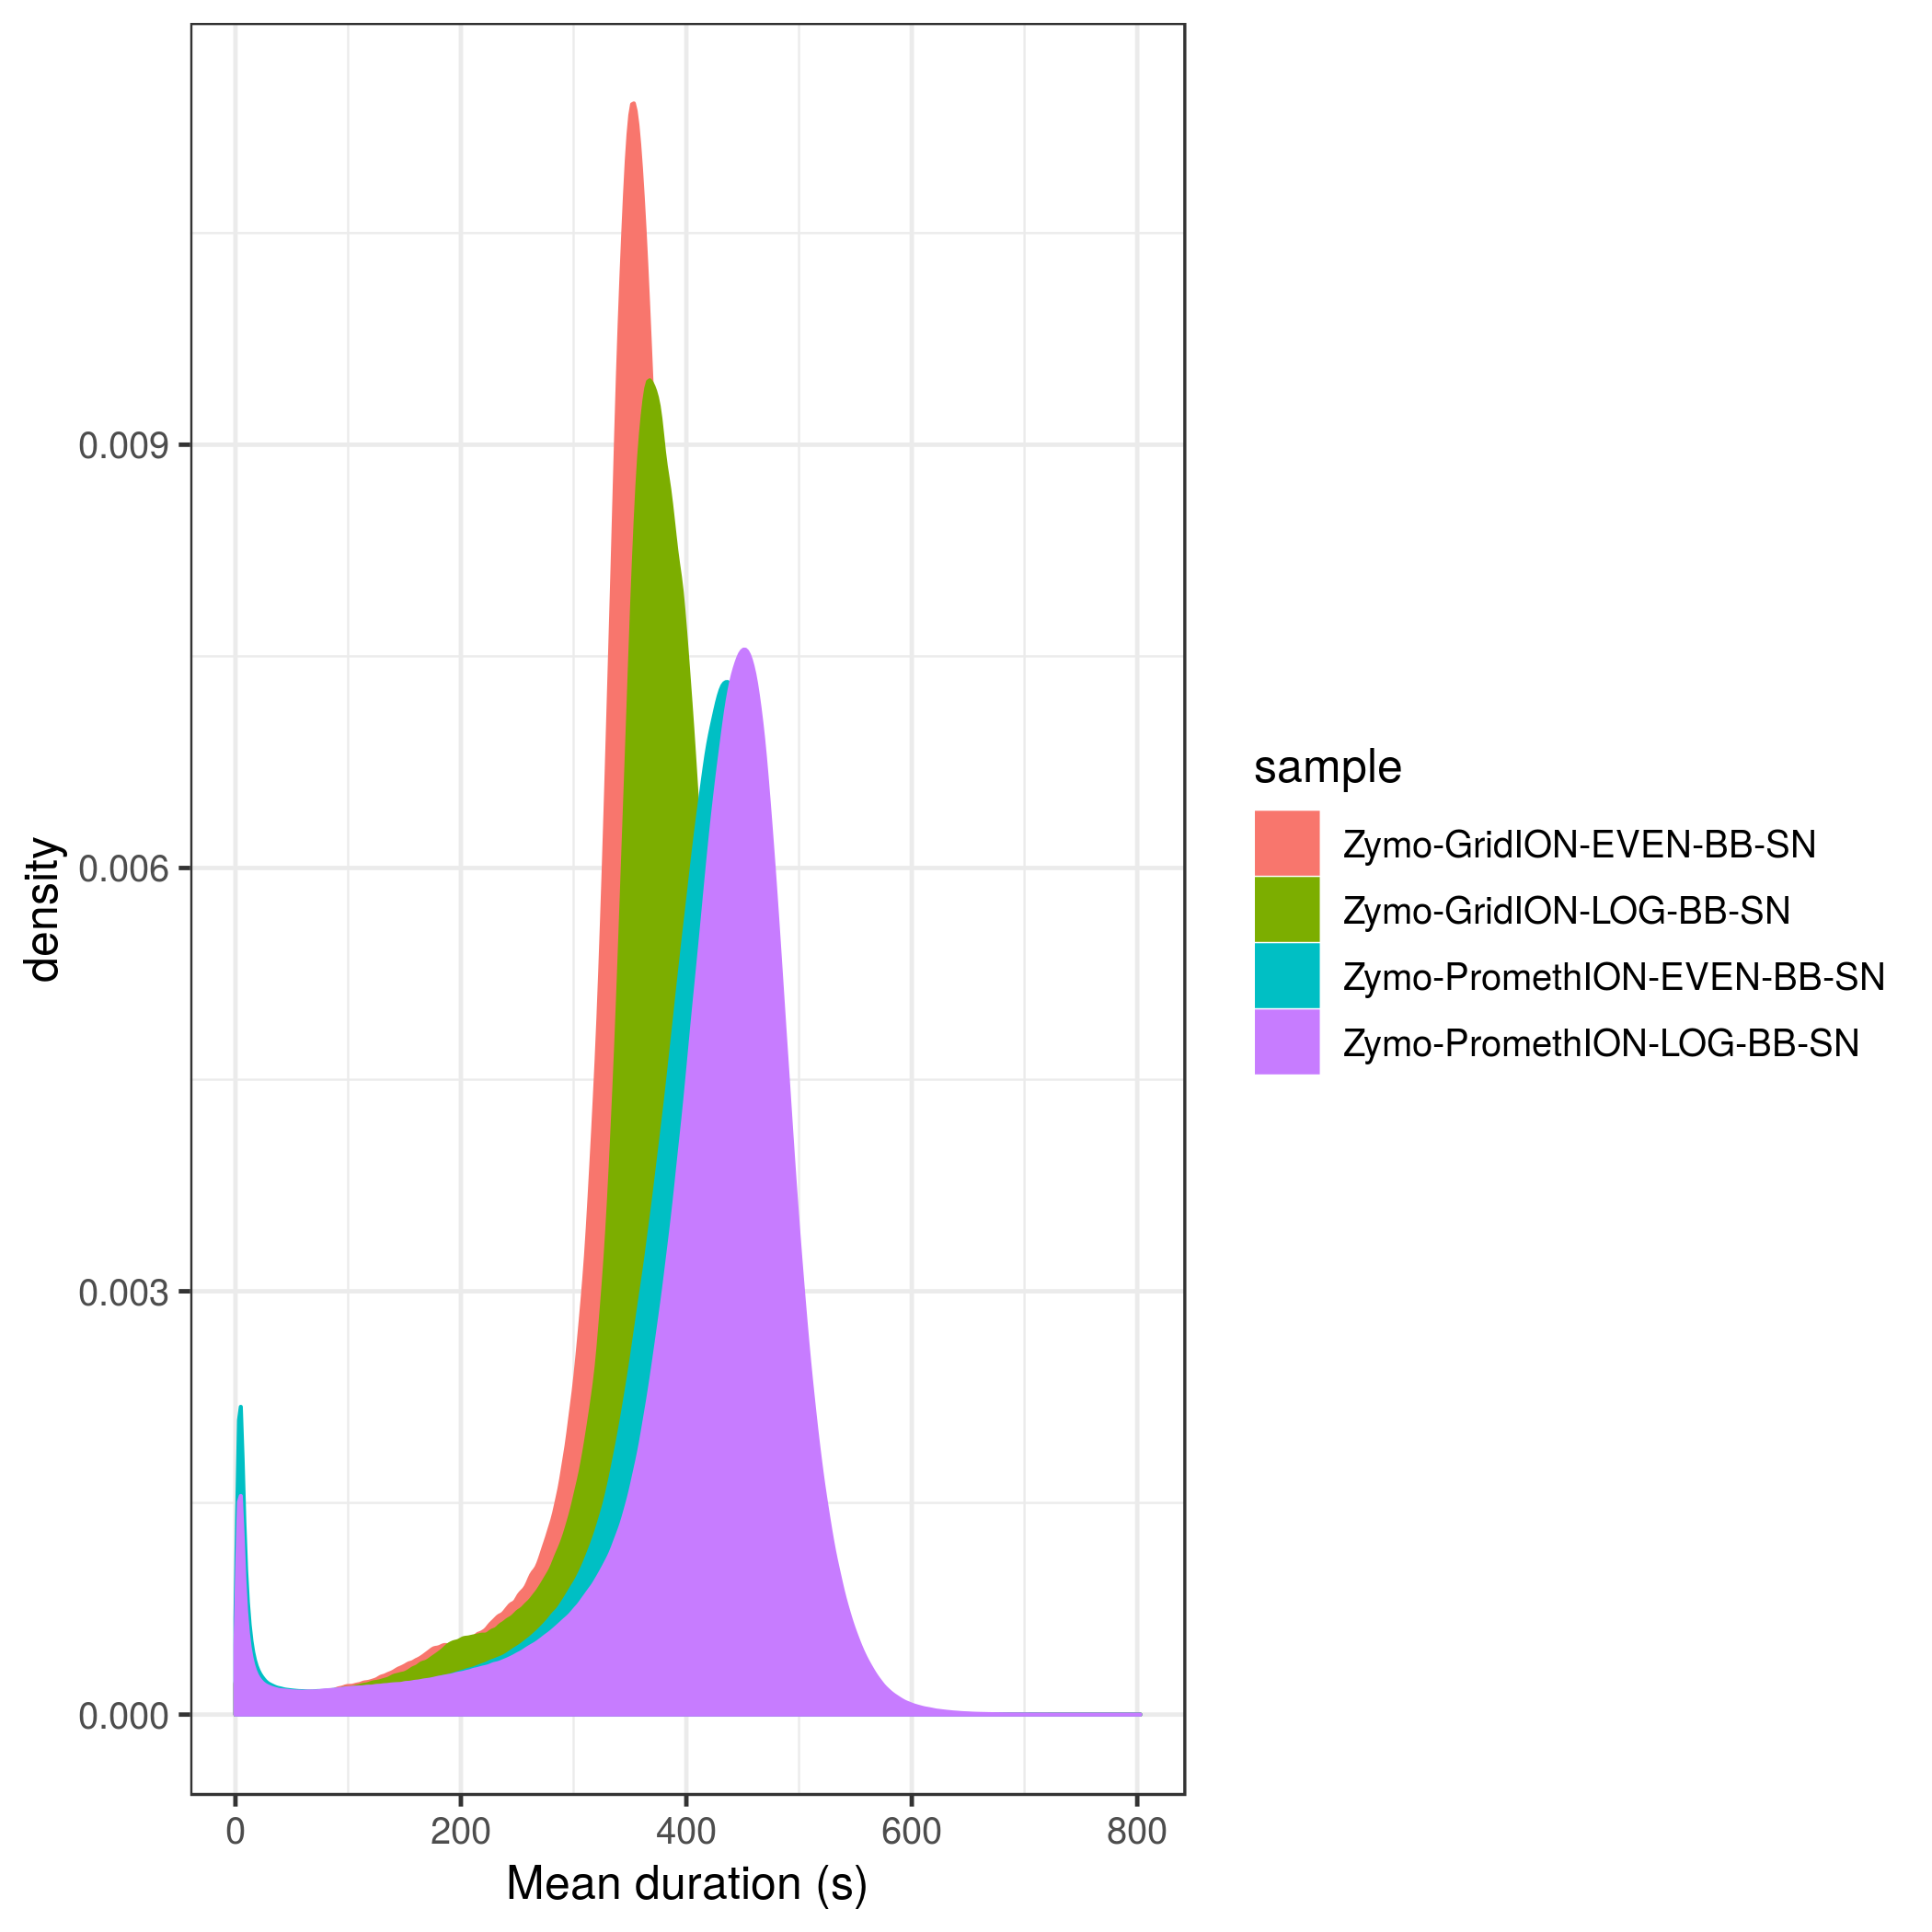 density
0.009
0.006
0.003
0.000
0 200 400 600 800
Mean duration (s)
sample
Zymo-GridION-EVEN-BB-SN
Zymo-GridION-LOG-BB-SN
Zymo-PromethION-EVEN-BB-SN
Zymo-PromethION-LOG-BB-SN